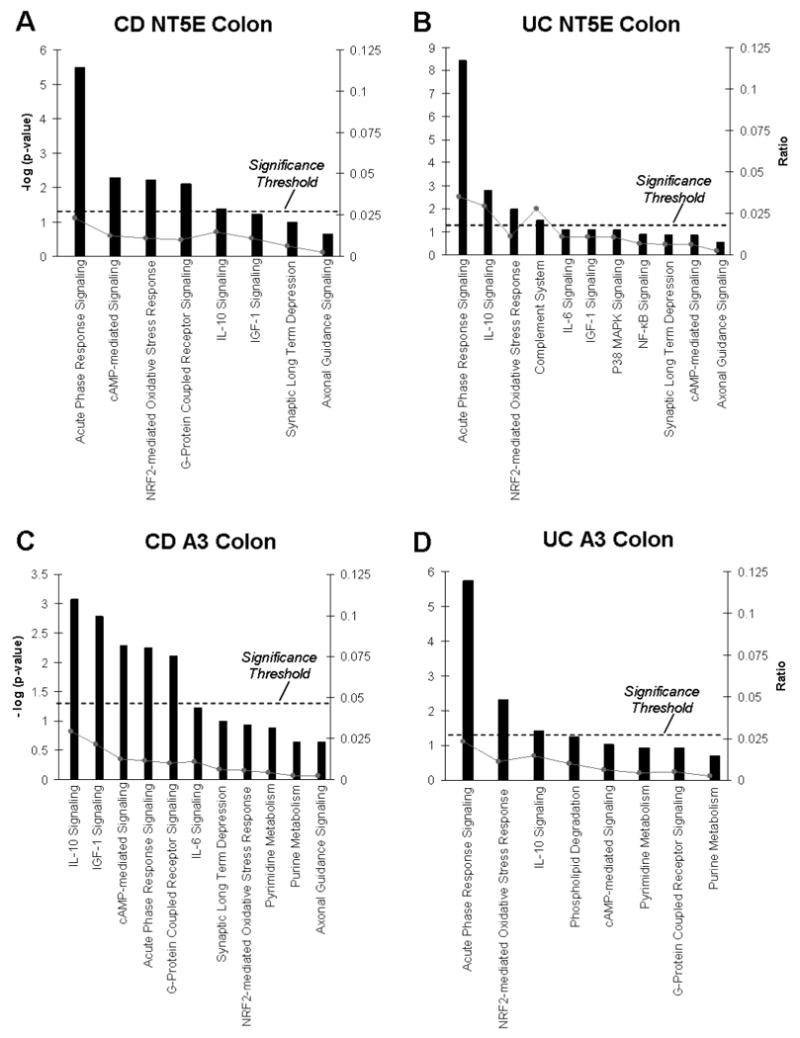 A
CD NT5E Colon
6
5
4
3
2
1
0
-log (p-value)
0.125
0.1
0.075
0.05
0.025
0
Significance
Threshold
Acute Phase Response Signaling
cAMP-mediated Signaling
NRF2-mediated Oxidative Stress Response
G-Protein Coupled Receptor Signaling
IL-10 Signaling
IGF-1 Signaling
Synaptic Long Term Depression
Axonal Guidance Signaling
B
UC NT5E Colon
9
8
7
6
5
4
3
2
1
0
0.125
0.1
0.075
0.05
0.025
0
Ratio
Significance
Threshold
Acute Phase Response Signaling
IL-10 Signaling
NRF2-mediated Oxidative Stress Response
Complement System
IL-6 Signaling
IGF-1 Signaling
P38 MAPK Signaling
NF-κB Signaling
Synaptic Long Term Depression
cAMP-mediated Signaling
Axonal Guidance Signaling
C
CD A3 Colon
3.5
3
2.5
2
1.5
1
0.5
0
- log (p-value)
0.125
0.1
0.075
0.05
0.025
0
Significance
Threshold
IL-10 Signaling
IGF-1 Signaling
cAMP-mediated Signaling
Acute Phase Response Signaling
G-Protein Coupled Receptor Signaling
IL-6 Signaling
Synaptic Long Term Depression
NRF2-mediated Oxidative Stress Response
Pyrimidine Metabolism
Purine Metabolism
Axonal Guidance Signaling
D
UC A3 Colon
6
5
4
3
2
1
0
0.125
0.1
0.075
0.05
0.025
0
Ratio
Significance
Threshold
Acute Phase Response Signaling
NRF2-mediated Oxidative Stress Response
IL-10 Signaling
Phospholipid Degradation
cAMP-mediated Signaling
Pyrimidine Metabolism
G-Protein Coupled Receptor Signaling
Purine Metabolism